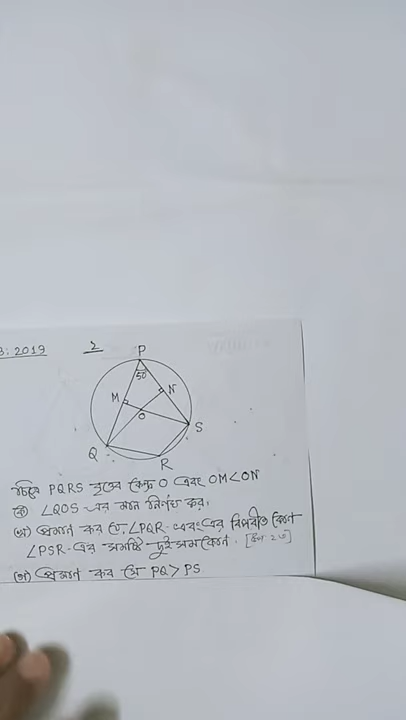 B: 2019 2
P
50
M N
O
S
Q
R
চিত্রে PQRS বৃত্তের কেন্দ্র O এবং OM<ON
(ক) ∠QOS -এর মান নির্ণয় কর।
(খ) প্রমাণ কর যে, ∠PQR- এবং এর বিপরীত কোণ
∠PSR-এর সমষ্টি দুই সমকোণ।
(গ) প্রমাণ কর যে PQ > PS